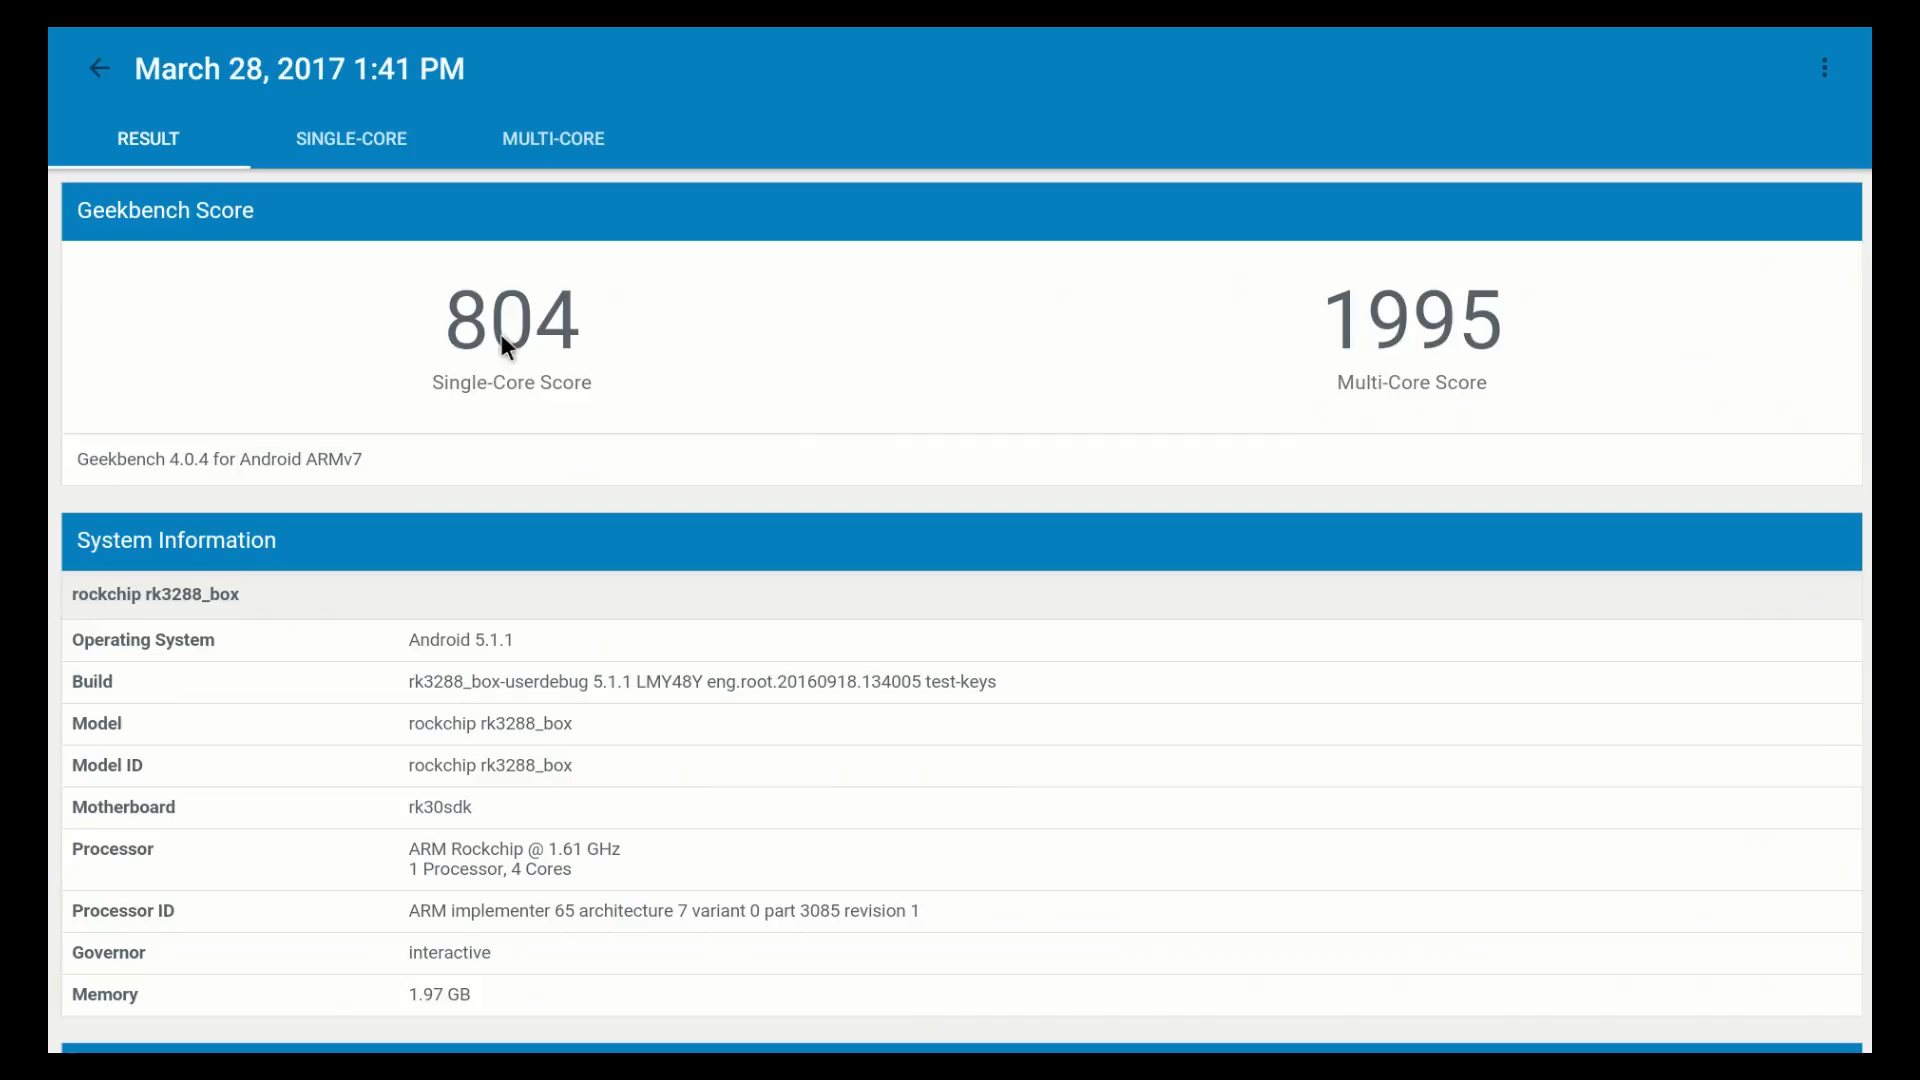 March 28, 2017 1:41 PM
RESULT
SINGLE-CORE
MULTI-CORE
Geekbench Score
804
1995
Single-Core Score
Multi-Core Score
Geekbench 4.0.4 for Android ARMv7
System Information
rockchip rk3288_box
Operating System Android 5.1.1
Build rk3288_box-userdebug 5.1.1 LMY48Y eng.root.20160918.134005 test-keys
Model rockchip rk3288_box
Model ID rockchip rk3288_box
Motherboard rk30sdk
Processor ARM Rockchip @ 1.61 GHz
1 Processor, 4 Cores
Processor ID ARM implementer 65 architecture 7 variant 0 part 3085 revision 1
Governor interactive
Memory 1.97 GB